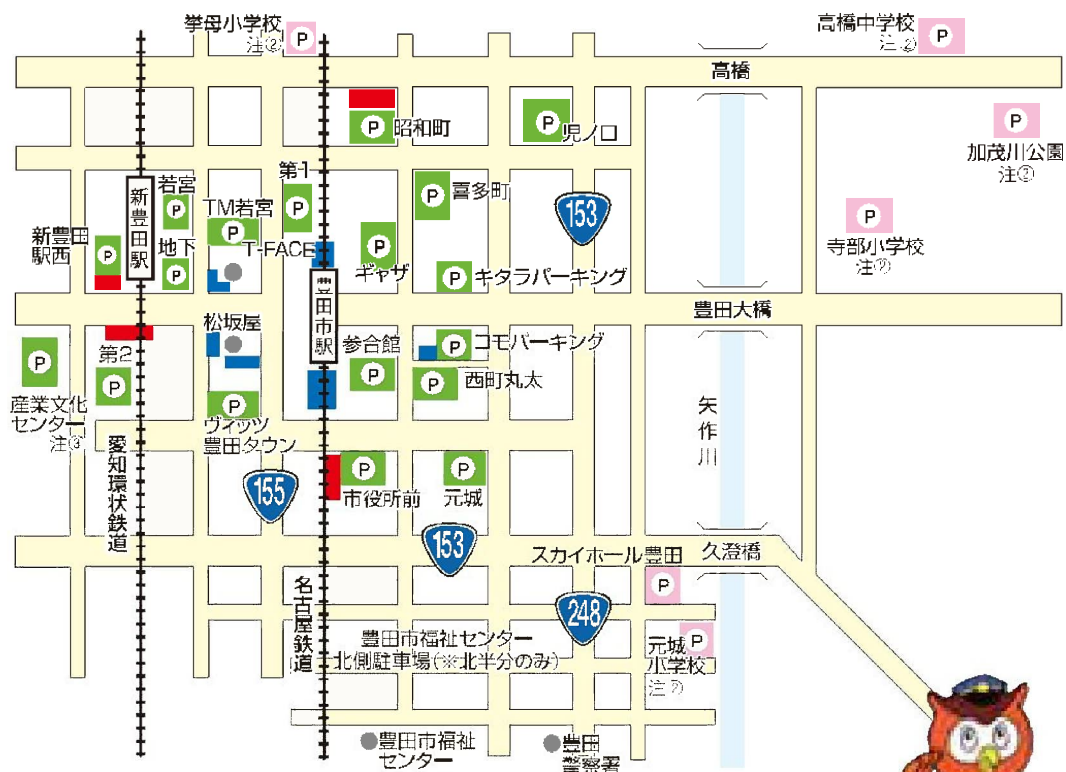 挙母小学校
注②
P
高橋中学校
注②
P
高橋
P
昭和町
P
児ノ口
P
加茂川公園
注②
新豊田駅
若宮
P
TM若宮
P
第1
P
喜多町
P
153
P
寺部小学校
新豊田
駅西
P
地下
P
T-FACE
P
ギャザ
P
キタラパーキング
豊田大橋
豊田市駅
松坂屋
参合館
P
P
コモパーキング
P
西町丸太
P
産業文化
センター
注③
第2
P
P
ヴィッツ
豊田タウン
矢作川
愛知環状鉄道
155
P
市役所前
P
元城
153
スカイホール豊田
P
久澄橋
名古屋鉄道
248
豊田市福祉センター
北側駐車場(※北半分のみ)
元城
小学校
P
豊田市福祉
センター
豊田
警察署